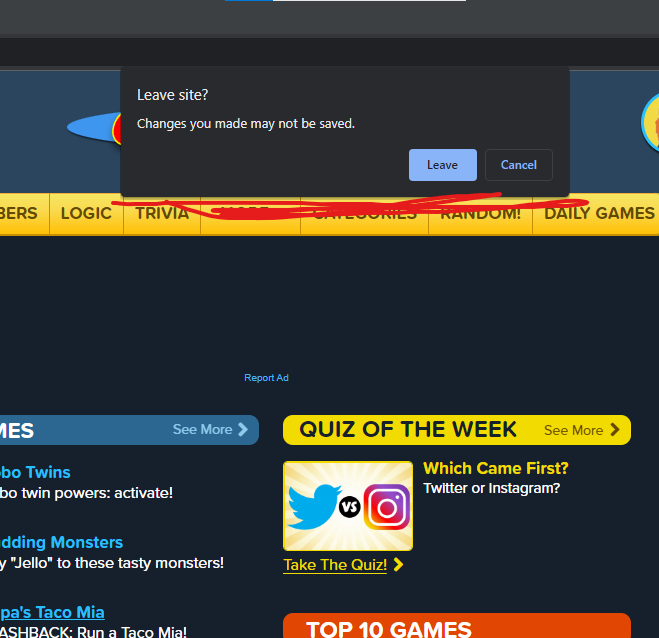 Leave site?
Changes you made may not be saved.
Leave Cancel
BERS LOGIC TRIVIA CATEGORIES RANDOM! DAILY GAMES
Report Ad
MES See More
QUIZ OF THE WEEK See More
bo Twins
bo twin powers: activate!
Which Came First?
Twitter or Instagram?
VS
Take The Quiz!
dding Monsters
y "Jello" to these tasty monsters!
pa's Taco Mia
ASHBACK: Run a Taco Mia!
TOP 10 GAMES